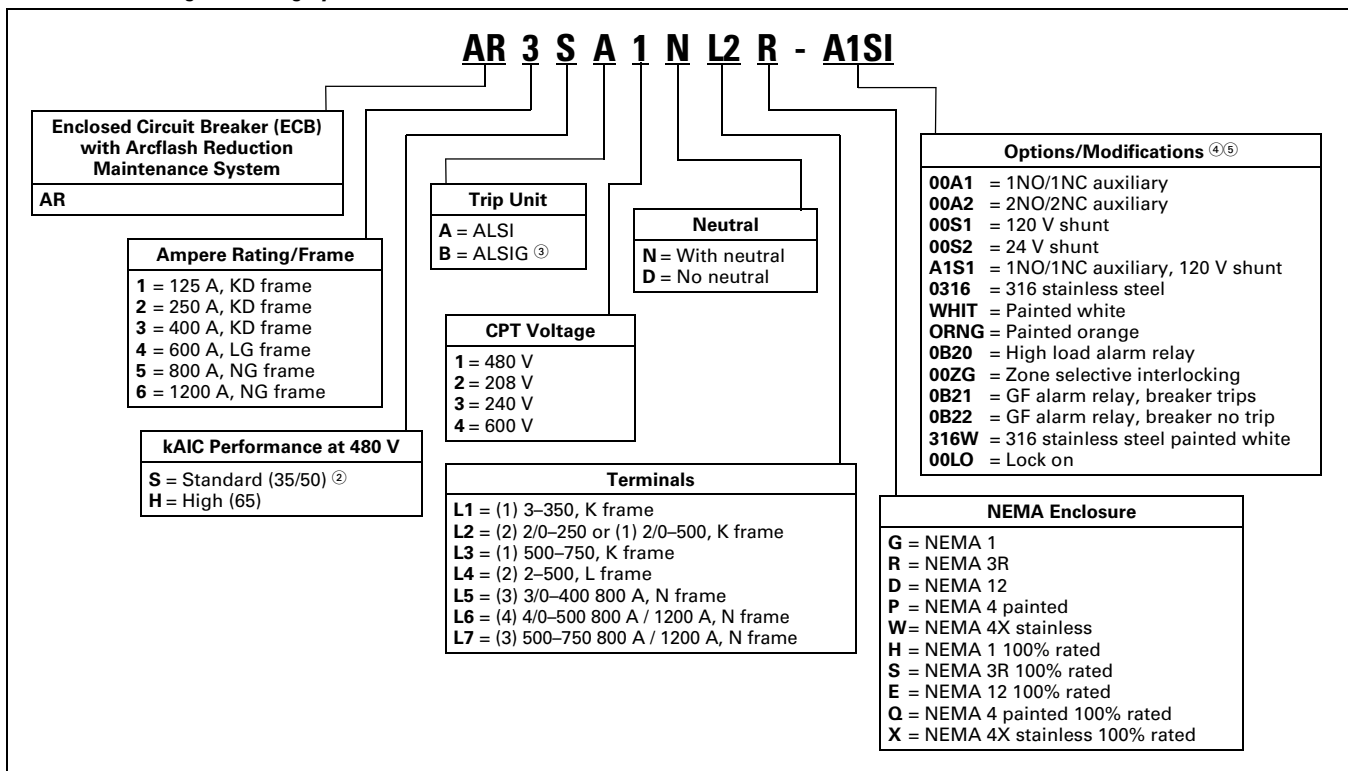 AR 3 S A 1 N L2 R - A1SI
Enclosed Circuit Breaker (ECB)
with Arcflash Reduction
Maintenance System
AR
Ampere Rating/Frame
1 = 125 A, KD frame
2 = 250 A, KD frame
3 = 400 A, KD frame
4 = 600 A, LG frame
5 = 800 A, NG frame
6 = 1200 A, NG frame
kAIC Performance at 480 V
S = Standard (35/50) ②
H = High (65)
Trip Unit
A = ALSI
B = ALSIG ③
CPT Voltage
1 = 480 V
2 = 208 V
3 = 240 V
4 = 600 V
Neutral
N = With neutral
D = No neutral
Terminals
L1 = (1) 3–350, K frame
L2 = (2) 2/0–250 or (1) 2/0–500, K frame
L3 = (1) 500–750, K frame
L4 = (2) 2–500, L frame
L5 = (3) 3/0–400 800 A, N frame
L6 = (4) 4/0–500 800 A / 1200 A, N frame
L7 = (3) 500–750 800 A / 1200 A, N frame
Options/Modifications ④⑤
00A1 = 1NO/1NC auxiliary
00A2 = 2NO/2NC auxiliary
00S1 = 120 V shunt
00S2 = 24 V shunt
A1S1 = 1NO/1NC auxiliary, 120 V shunt
0316 = 316 stainless steel
WHIT = Painted white
ORNG = Painted orange
0B20 = High load alarm relay
00ZG = Zone selective interlocking
0B21 = GF alarm relay, breaker trips
0B22 = GF alarm relay, breaker no trip
316W = 316 stainless steel painted white
00LO = Lock on
NEMA Enclosure
G = NEMA 1
R = NEMA 3R
D = NEMA 12
P = NEMA 4 painted
W = NEMA 4X stainless
H = NEMA 1 100% rated
S = NEMA 3R 100% rated
E = NEMA 12 100% rated
Q = NEMA 4 painted 100% rated
X = NEMA 4X stainless 100% rated